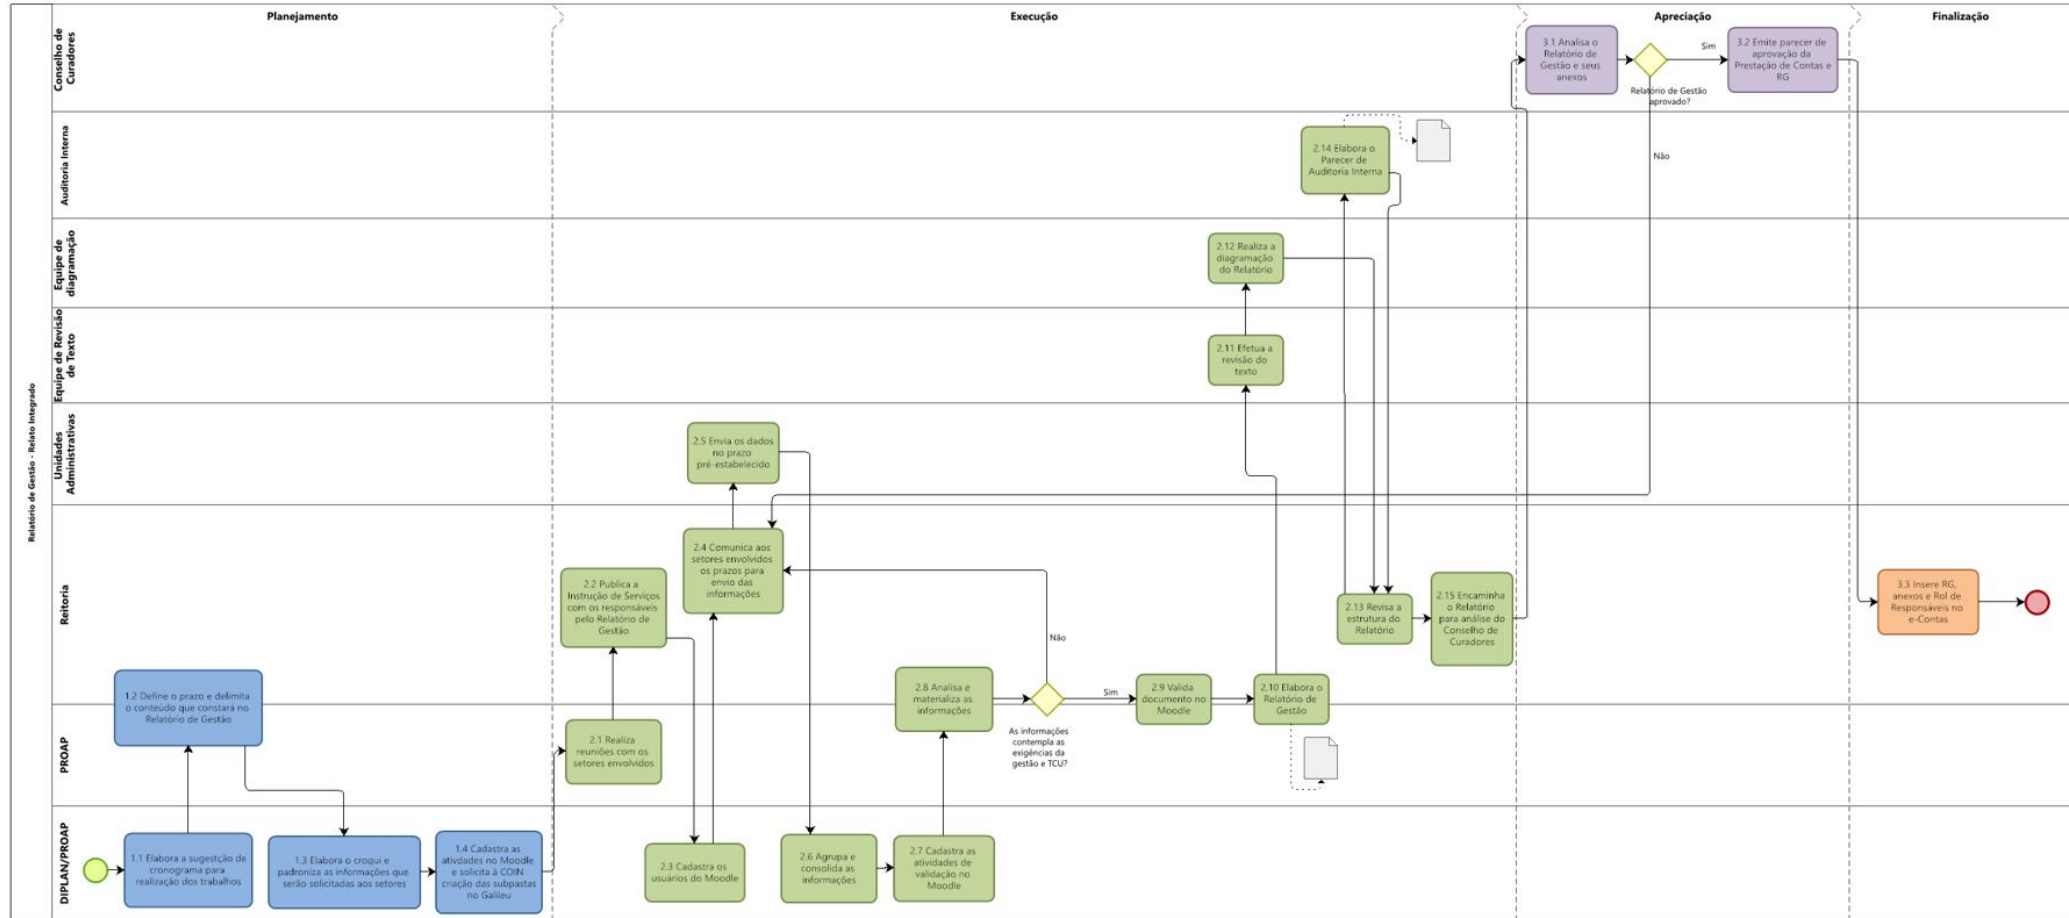 Planejamento
Execução
Apreciação
Finalização
Relatório de Gestão - Relato Integrado
Conselho de
Curadores
3.1 Analisa o
Relatório de
Gestão e seus
anexos
Sim
Relatório de Gestão
aprovado?
3.2 Emite parecer de
aprovação da
Prestação de Contas e
RG
Auditoria Interna
2.14 Elabora o
Parecer de
Auditoria Interna
Não
Equipe de
diagramação
2.12 Realiza a
diagramação
do Relatório
Equipe de Revisão
de Texto
2.11 Efetua a
revisão do
texto
Unidades
Administrativas
2.5 Envia os dados
no prazo
pré-estabelecido
Reitoria
2.2 Publica a
Instrução de Serviços
com os responsáveis
pelo Relatório de
Gestão
2.4 Comunica aos
setores envolvidos
os prazos para
envio das
informações
Não
2.13 Revisa a
estrutura do
Relatório
2.15 Encaminha
o Relatório
para análise do
Conselho de
Curadores
3.3 Insere RG,
anexos e Rol de
Responsáveis no
e-Contas
1.2 Define o prazo e delimita
o conteúdo que constará no
Relatório de Gestão
2.8 Analisa e
materializa as
informações
Sim
2.9 Valida
documento no
Moodle
2.10 Elabora o
Relatório de
Gestão
PROAP
2.1 Realiza
reuniões com os
setores envolvidos
As informações
contempla as
exigências da
gestão e TCU?
DIPLAN/PROAP
1.1 Elabora a sugestção de
cronograma para
realização dos trabalhos
1.3 Elabora o croqui e
padroniza as informações que
serão solicitadas aos setores
1.4 Cadastra as
atvidades no Moodle
e solicita à COIN
criação das subpastas
no Galileu
2.3 Cadastra os
usuários do Moodle
2.6 Agrupa e
consolida as
informações
2.7 Cadastra as
atividades de
validação no
Moodle